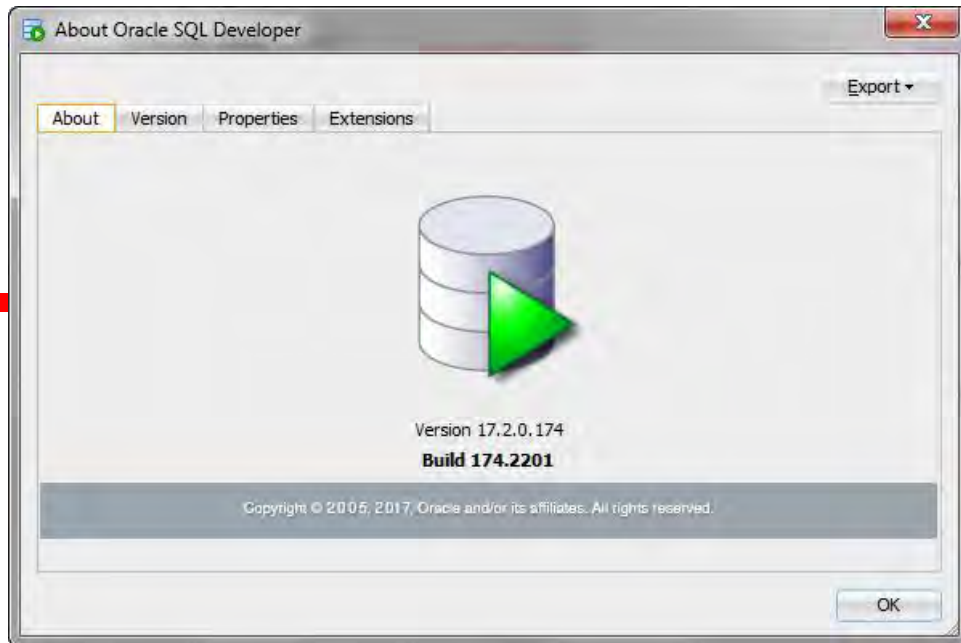 About Oracle SQL Developer
X
Export
About Version Properties Extensions
Version 17.2.0.174
Build 174.2201
Copyright © 2005, 2017, Oracle and/or its affiliates. All rights reserved.
OK